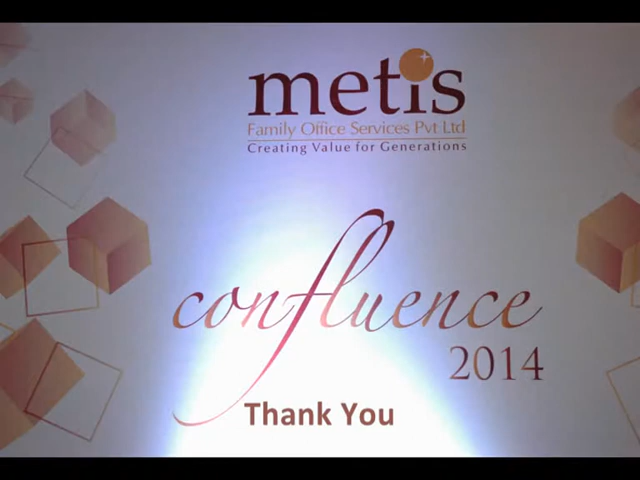 metis
Family Office Services Pvt Ltd
Creating Value for Generations
confluence
2014
Thank You